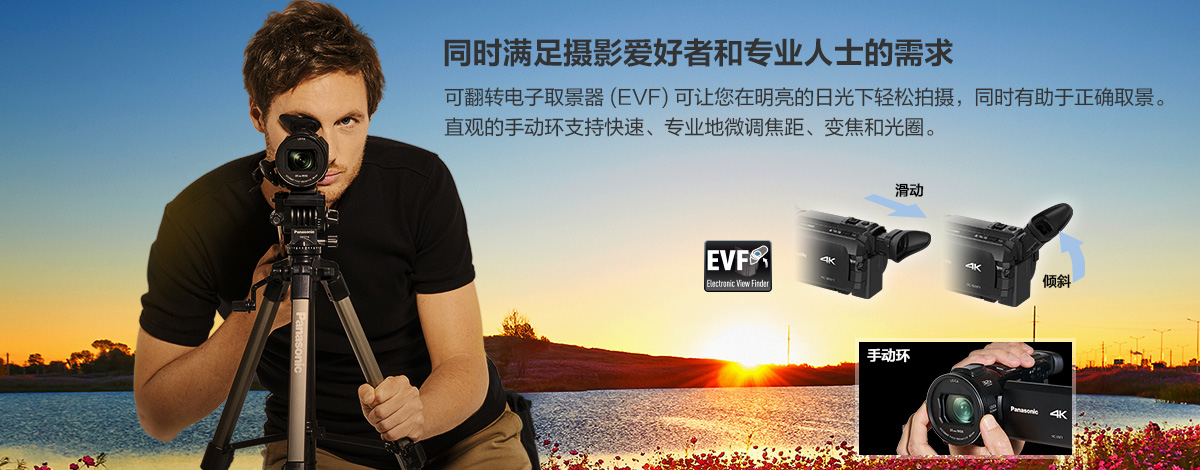 同时满足摄影爱好者和专业人士的需求
可翻转电子取景器 (EVF) 可让您在明亮的日光下轻松拍摄，同时有助于正确取景。
直观的手动环支持快速、专业地微调焦距、变焦和光圈。
滑动
EVF
Electronic View Finder
4K
4K
倾斜
手动环
Panasonic
4K
Panasonic
Panasonic